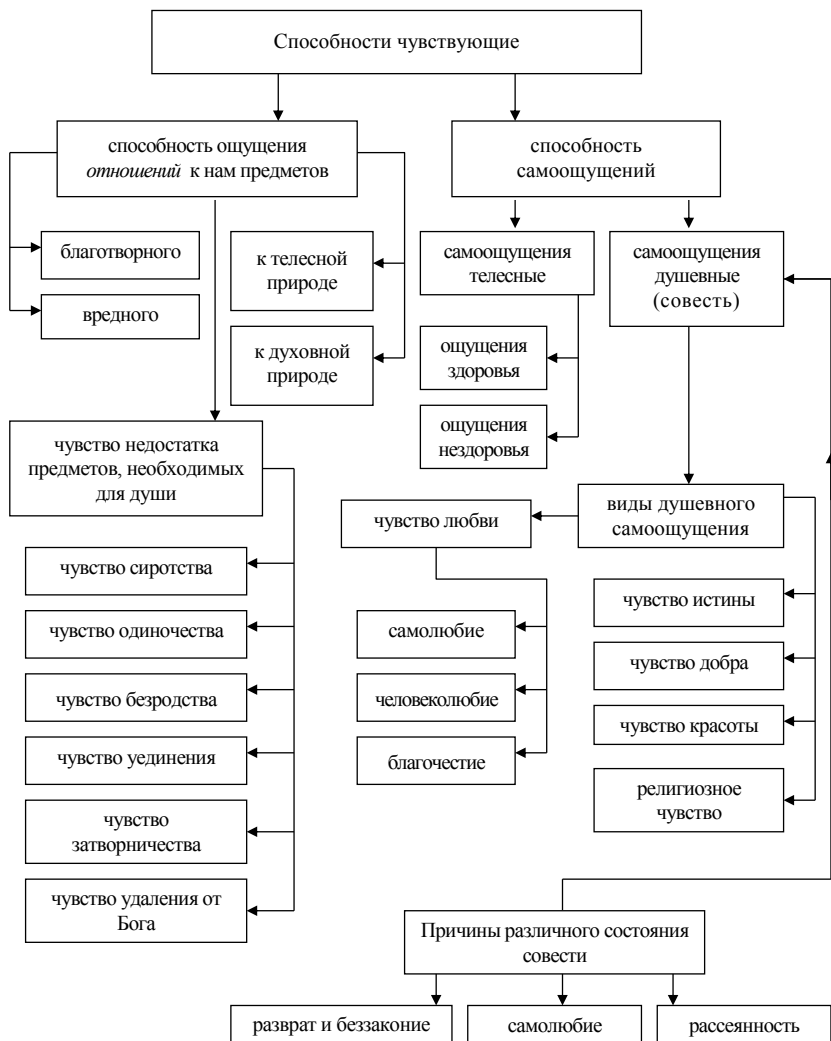 Способности чувствующие
способность ощущения
отношений к нам предметов
способность
самоощущений
благотворного
вредного
к телесной
природе
к духовной
природе
самоощущения
телесные
самоощущения
душевные
(совесть)
ощущения
здоровья
ощущения
нездоровья
чувство недостатка
предметов, необходимых
для души
чувство любви
виды душевного
самоощущения
чувство сиротства
чувство одиночества
чувство безродства
чувство уединения
чувство
затворничества
чувство удаления от
Бога
самолюбие
человеколюбие
благочестие
чувство истины
чувство добра
чувство красоты
религиозное
чувство
Причины различного состояния
совести
разврат и беззаконие
самолюбие
рассеянность